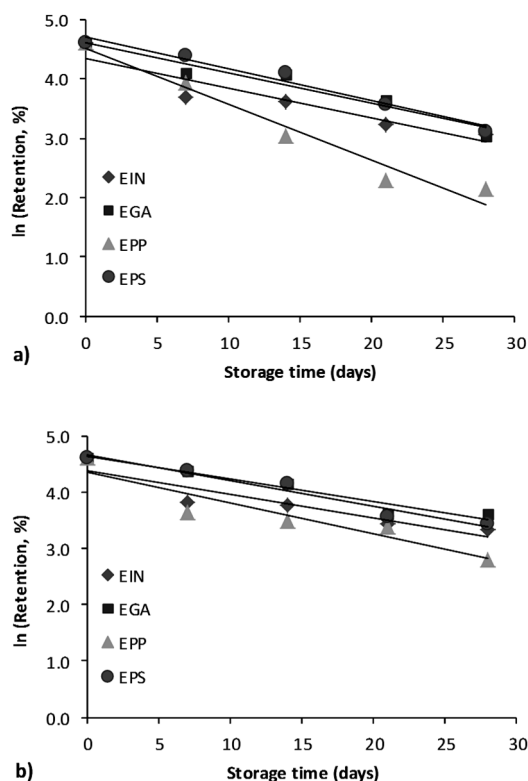 5.0
4.0
3.0
2.0
1.0
0.0
ln (Retention, %)
EIN
EGA
EPP
EPS
0 5 10 15 20 25 30
Storage time (days)
a)
5.0
4.0
3.0
2.0
1.0
0.0
ln (Retention, %)
EIN
EGA
EPP
EPS
0 5 10 15 20 25 30
Storage time (days)
b)